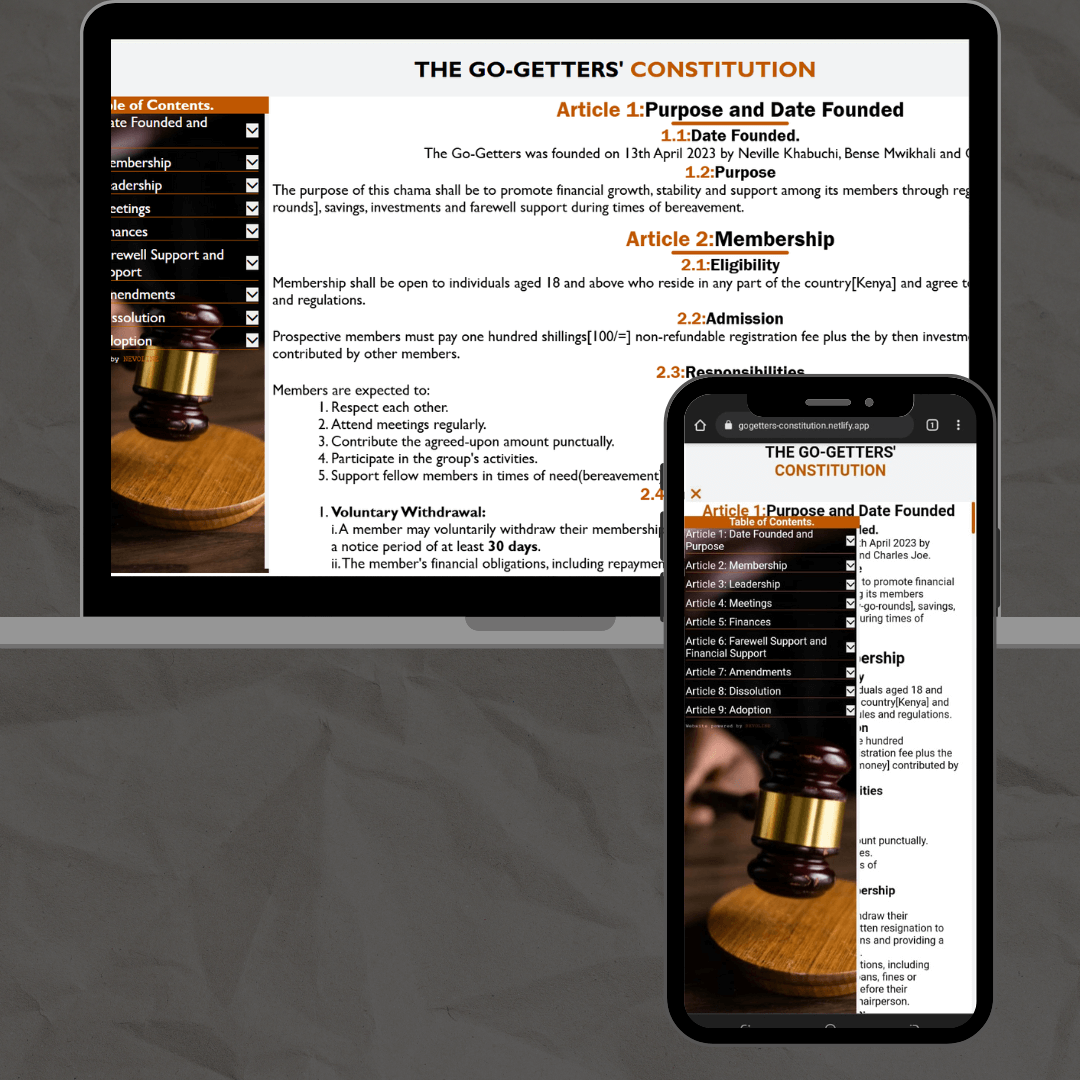 THE GO-GETTERS' CONSTITUTION
le of Contents.
ate Founded and
embership
adership
eetings
nances
rewell Support and
pport
mendments
ssolution
doption
by
Article 1:Purpose and Date Founded
1.1:Date Founded.
The Go-Getters was founded on 13th April 2023 by Neville Khabuchi, Bense Mwikhali and
1.2:Purpose
The purpose of this chama shall be to promote financial growth, stability and support among its members through reg
rounds], savings, investments and farewell support during times of bereavement.
Article 2:Membership
2.1:Eligibility
Membership shall be open to individuals aged 18 and above who reside in any part of the country[Kenya] and agree to
and regulations.
2.2:Admission
Prospective members must pay one hundred shillings[100/=] non-refundable registration fee plus the by then investm
contributed by other members.
2.3:Responsibilities
Members are expected to:
1. Respect each other.
2. Attend meetings regularly.
3. Contribute the agreed-upon amount punctually.
4. Participate in the group's activities.
5. Support fellow members in times of need(bereavement)
2.4
1. Voluntary Withdrawal:
i. A member may voluntarily withdraw their membership
a notice period of at least 30 days.
ii. The member's financial obligations, including repaymen
gogetters-constitution.netlify.app
1
THE GO-GETTERS'
CONSTITUTION
Article 1:Purpose and Date Founded
Table of Contents.
Article 1: Date Founded and
Purpose
Article 2: Membership
Article 3: Leadership
Article 4: Meetings
Article 5: Finances
Article 6: Farewell Support and
Financial Support
Article 7: Amendments
Article 8: Dissolution
Article 9: Adoption
Website powered by
ded.
th April 2023 by
nd Charles Joe.
e
to promote financial
g its members
y-go-rounds], savings,
uring times of
ership
y
duals aged 18 and
country[Kenya] and
ules and regulations.
on
e hundred
stration fee plus the
money] contributed by
ities
unt punctually.
es.
s of
ership
ndraw their
tten resignation to
ns and providing a
.
tions, including
ans, fines or
efore their
hairperson.